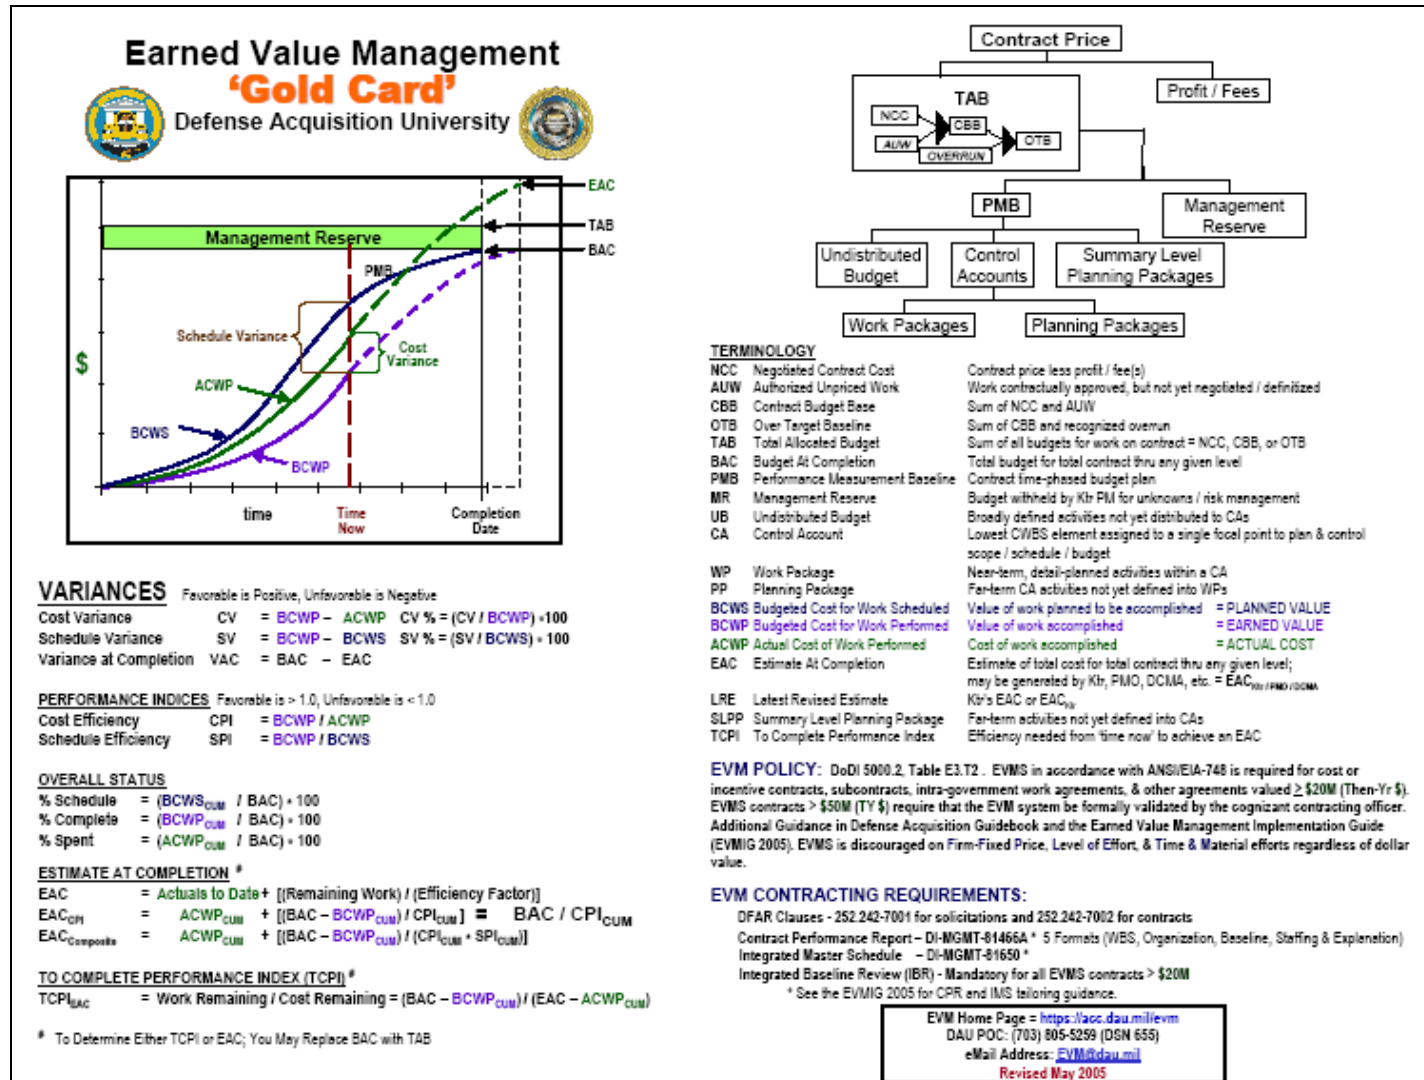 Earned Value Management
'Gold Card'
Defense Acquisition University
EAC
TAB
BAC
Management Reserve
PMB
Schedule Variance
Cost
Variance
$
ACWP
BCWS
BCWP
time
Time
Now
Completion
Date
VARIANCES Favorable is Positive, Unfavorable is Negative
Cost Variance CV = BCWP – ACWP CV % = (CV / BCWP) * 100
Schedule Variance SV = BCWP – BCWS SV % = (SV / BCWS) * 100
Variance at Completion VAC = BAC – EAC
PERFORMANCE INDICES Favorable is > 1.0, Unfavorable is < 1.0
Cost Efficiency CPI = BCWP / ACWP
Schedule Efficiency SPI = BCWP / BCWS
OVERALL STATUS
% Schedule = (BCWSCUM / BAC) * 100
% Complete = (BCWPCUM / BAC) * 100
% Spent = (ACWPCUM / BAC) * 100
ESTIMATE AT COMPLETION #
EAC = Actuals to Date + [(Remaining Work) / (Efficiency Factor)]
EACCPI = ACWPCUM + [(BAC – BCWPCUM) / CPICUM ] = BAC / CPICUM
EACComposite = ACWPCUM + [(BAC – BCWPCUM) / (CPICUM * SPICUM)]
TO COMPLETE PERFORMANCE INDEX (TCPI) #
TCPIEAC = Work Remaining / Cost Remaining = (BAC – BCWPCUM) / (EAC – ACWPCUM)
# To Determine Either TCPI or EAC; You May Replace BAC with TAB
Contract Price
Profit / Fees
TAB
NCC
CBB
AUW
OVERRUN
OTB
PMB
Management
Reserve
Undistributed
Budget
Control
Accounts
Summary Level
Planning Packages
Work Packages
Planning Packages
TERMINOLOGY
NCC Negotiated Contract Cost Contract price less profit / fee(s)
AUW Authorized Unpriced Work Work contractually approved, but not yet negotiated / definitized
CBB Contract Budget Base Sum of NCC and AUW
OTB Over Target Baseline Sum of CBB and recognized overrun
TAB Total Allocated Budget Sum of all budgets for work on contract = NCC, CBB, or OTB
BAC Budget At Completion Total budget for total contract thru any given level
PMB Performance Measurement Baseline Contract time-phased budget plan
MR Management Reserve Budget withheld by Ktr PM for unknowns / risk management
UB Undistributed Budget Broadly defined activities not yet distributed to CAs
CA Control Account Lowest CWBS element assigned to a single focal point to plan & control
scope / schedule / budget
WP Work Package Near-term, detail-planned activities within a CA
PP Planning Package Far-term CA activities not yet defined into WPs
BCWS Budgeted Cost for Work Scheduled Value of work planned to be accomplished = PLANNED VALUE
BCWP Budgeted Cost for Work Performed Value of work accomplished = EARNED VALUE
ACWP Actual Cost of Work Performed Cost of work accomplished = ACTUAL COST
EAC Estimate At Completion Estimate of total cost for total contract thru any given level;
may be generated by Ktr, PMO, DCMA, etc. = EACKtr / PMO / DCMA
LRE Latest Revised Estimate Ktr's EAC or EACKtr
SLPP Summary Level Planning Package Far-term activities not yet defined into CAs
TCPI To Complete Performance Index Efficiency needed from 'time now' to achieve an EAC
EVM POLICY: DoDI 5000.2, Table E3.T2 . EVMS in accordance with ANSI/EIA-748 is required for cost or
incentive contracts, subcontracts, intra-government work agreements, & other agreements valued > $20M (Then-Yr $).
EVMS contracts > $50M (TY $) require that the EVM system be formally validated by the cognizant contracting officer.
Additional Guidance in Defense Acquisition Guidebook and the Earned Value Management Implementation Guide
(EVMIG 2005). EVMS is discouraged on Firm-Fixed Price, Level of Effort, & Time & Material efforts regardless of dollar
value.
EVM CONTRACTING REQUIREMENTS:
DFAR Clauses - 252.242-7001 for solicitations and 252.242-7002 for contracts
Contract Performance Report – DI-MGMT-81466A * 5 Formats (WBS, Organization, Baseline, Staffing & Explanation)
Integrated Master Schedule – DI-MGMT-81650 *
Integrated Baseline Review (IBR) - Mandatory for all EVMS contracts > $20M
* See the EVMIG 2005 for CPR and IMS tailoring guidance.
EVM Home Page = https://acc.dau.mil/evm
DAU POC: (703) 805-5259 (DSN 655)
eMail Address: EVM@dau.mil
Revised May 2005